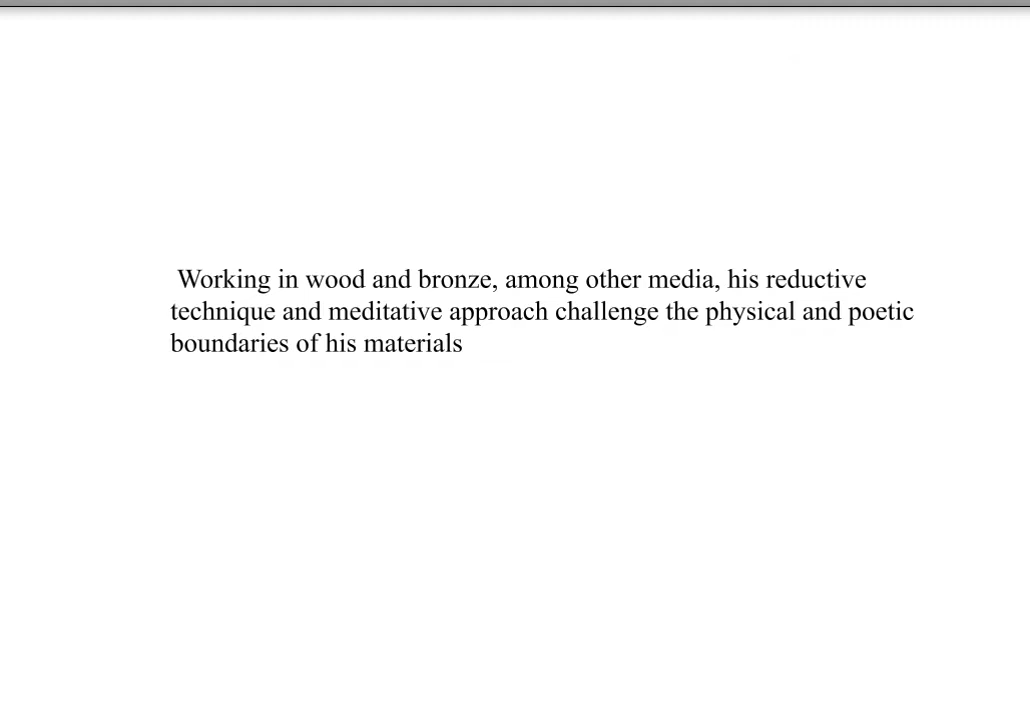 Working in wood and bronze, among other media, his reductive
technique and meditative approach challenge the physical and poetic
boundaries of his materials